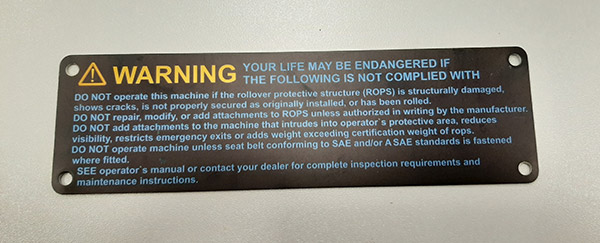 WARNING YOUR LIFE MAY BE ENDANGERED IF
THE FOLLOWING IS NOT COMPLIED WITH
DO NOT operate this machine if the rollover protective structure (ROPS) is structurally damaged,
shows cracks, is not properly secured as originally installed, or has been rolled.
DO NOT repair, modify, or add attachments to ROPS unless authorized in writing by the manufacturer.
DO NOT add attachments to the machine that intrudes into operator´s protective area, reduces
visibility, restricts emergency exits or adds weight exceeding certification weight of rops.
DO NOT operate machine unless seat belt conforming to SAE and/or A SAE standards is fastened
where fitted.
SEE operator´s manual or contact your dealer for complete inspection requirements and
maintenance instructions.